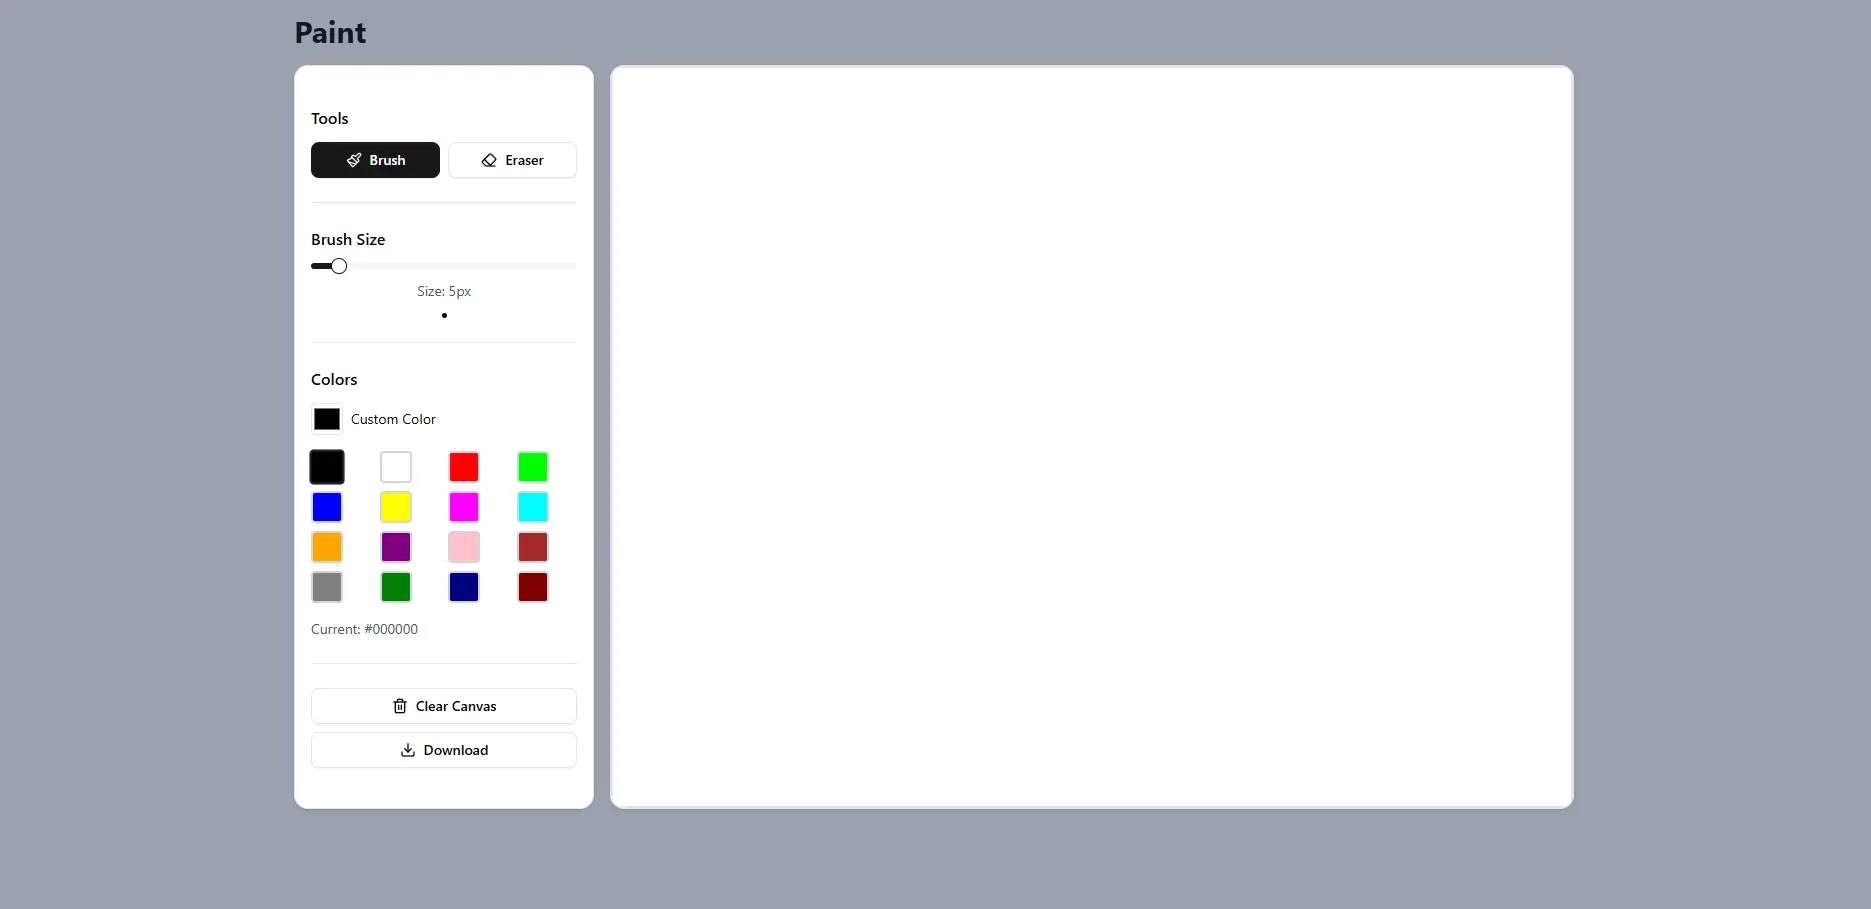 Paint
Tools
Brush
Eraser
Brush Size
Size: 5px
Colors
Custom Color
Current: #000000
Clear Canvas
Download